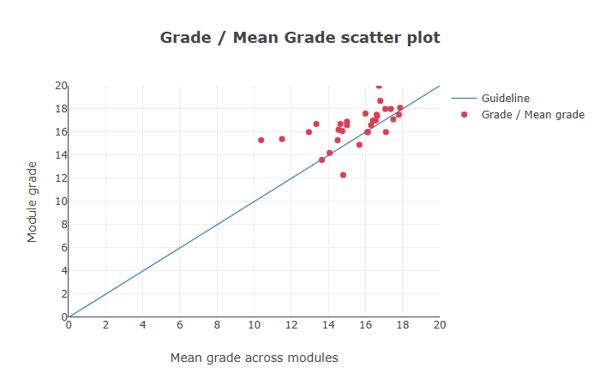 Grade / Mean Grade scatter plot
20
18
16
14
12
10
8
6
4
2
0
0 2 4 6 8 10 12 14 16 18 20
Module grade
Mean grade across modules
Guideline
Grade / Mean grade